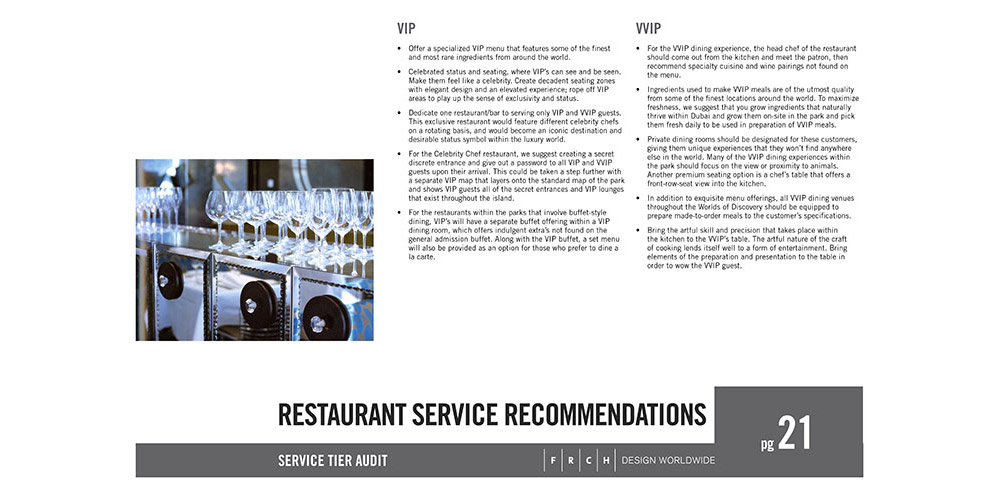 VIP
• Offer a specialized VIP menu that features some of the finest
and most rare ingredients from around the world.
• Celebrated status and seating, where VIP's can see and be seen.
Make them feel like a celebrity. Create decadent seating zones
with elegant design and an elevated experience; rope off VIP
areas to play up the sense of exclusivity and status.
• Dedicate one restaurant/bar to serving only VIP and VVIP guests.
This exclusive restaurant would feature different celebrity chefs
on a rotating basis, and would become an iconic destination and
desirable status symbol within the luxury world.
• For the Celebrity Chef restaurant, we suggest creating a secret
discrete entrance and give out a password to all VIP and VVIP
guests upon their arrival. This could be taken a step further with
a separate VIP map that layers onto the standard map of the park
and shows VIP guests all of the secret entrances and VIP lounges
that exist throughout the island.
• For the restaurants within the parks that involve buffet-style
dining, VIP's will have a separate buffet offering within a VIP
dining room, which offers indulgent extra's not found on the
general admission buffet. Along with the VIP buffet, a set menu
will also be provided as an option for those who prefer to dine a
la carte.
VVIP
• For the VVIP dining experience, the head chef of the restaurant
should come out from the kitchen and meet the patron, then
recommend specialty cuisine and wine pairings not found on
the menu.
• Ingredients used to make VVIP meals are of the utmost quality
from some of the finest locations around the world. To maximize
freshness, we suggest that you grow ingredients that naturally
thrive within Dubai and grow them on-site in the park and pick
them fresh daily to be used in preparation of VVIP meals.
• Private dining rooms should be designated for these customers,
giving them unique experiences that they won't find anywhere
else in the world. Many of the VVIP dining experiences within
the park should focus on the view or proximity to animals.
Another premium seating option is a chef's table that offers a
front-row-seat view into the kitchen.
• In addition to exquisite menu offerings, all VVIP dining venues
throughout the Worlds of Discovery should be equipped to
prepare made-to-order meals to the customer's specifications.
• Bring the artful skill and precision that takes place within
the kitchen to the VVIP's table. The artful nature of the craft
of cooking lends itself well to a form of entertainment. Bring
elements of the preparation and presentation to the table in
order to wow the VVIP guest.
RESTAURANT SERVICE RECOMMENDATIONS
pg 21
SERVICE TIER AUDIT
F R C H DESIGN WORLDWIDE